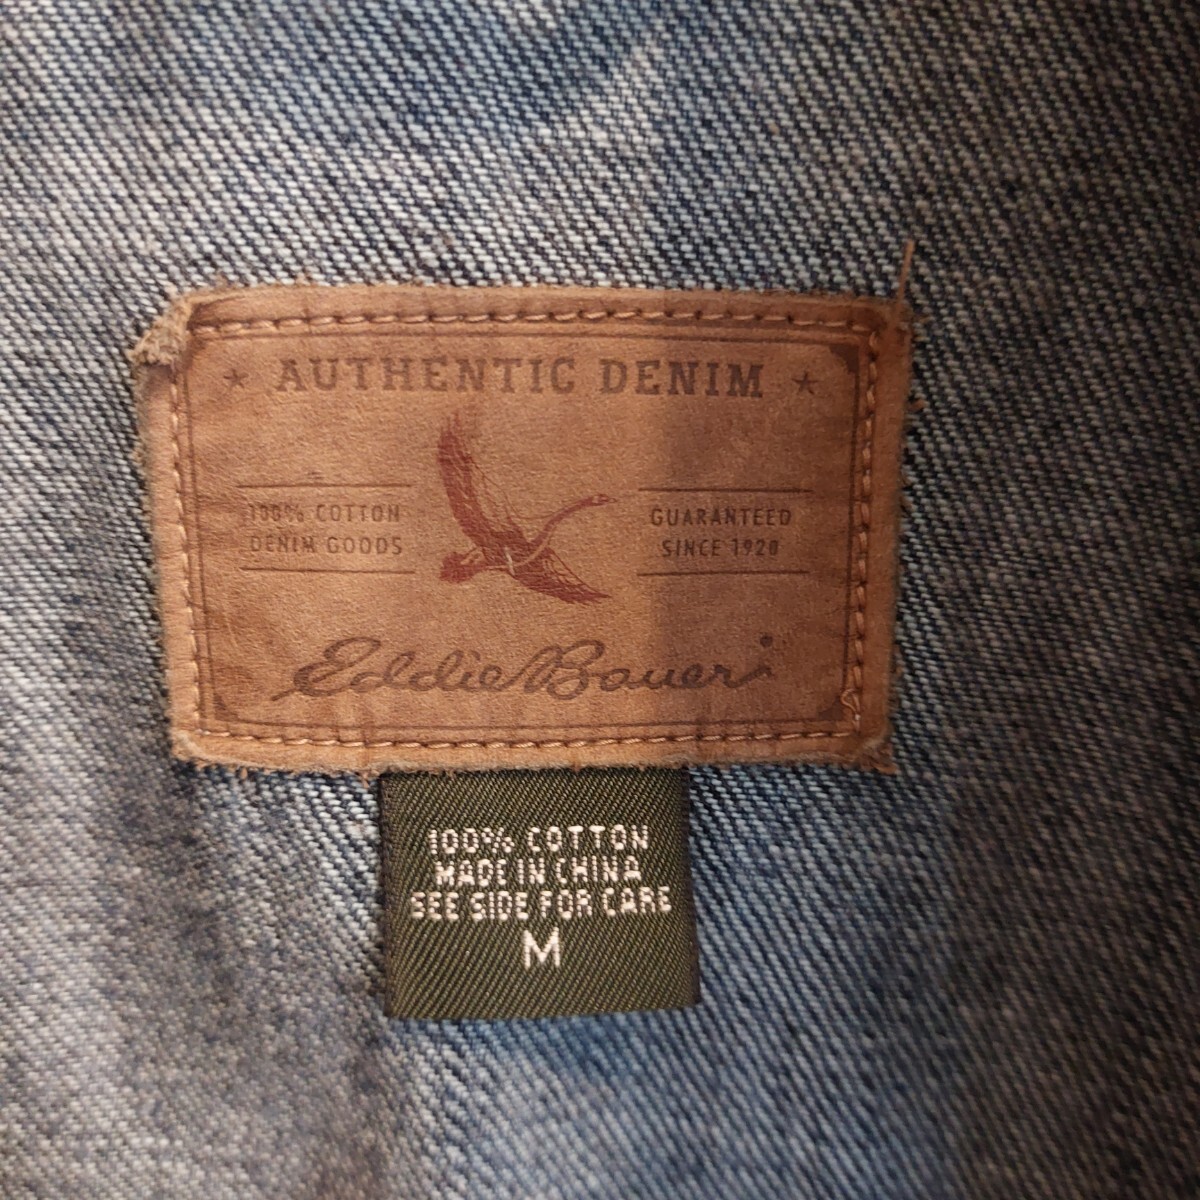 ★ AUTHENTIC DENIM ★
100% COTTON
DENIM GOODS
GUARANTEED
SINCE 1920
Eddie Bauer
100% COTTON
MADE IN CHINA
SEE SIDE FOR CARE
M